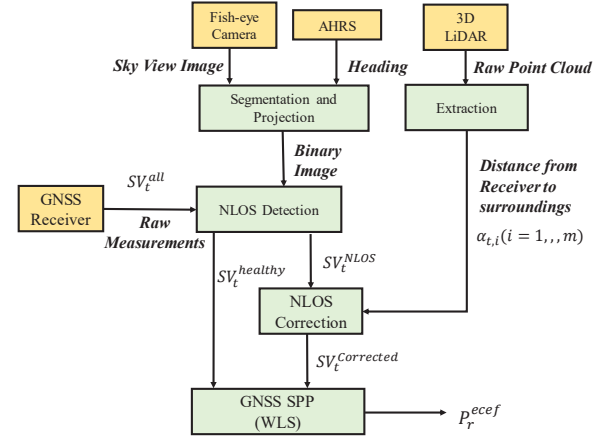 Fish-eye
Camera
AHRS
3D
LiDAR
Sky View Image
Heading
Raw Point Cloud
Segmentation and
Projection
Extraction
Binary
Image
Distance from
Receiver to
surroundings
α_{t,i}(i = 1,,,m)
SV_t^{all}
GNSS
Receiver
Raw
Measurements
NLOS Detection
SV_t^{healthy}
SV_t^{NLOS}
NLOS
Correction
SV_t^{Corrected}
GNSS SPP
(WLS)
P_r^{ecef}